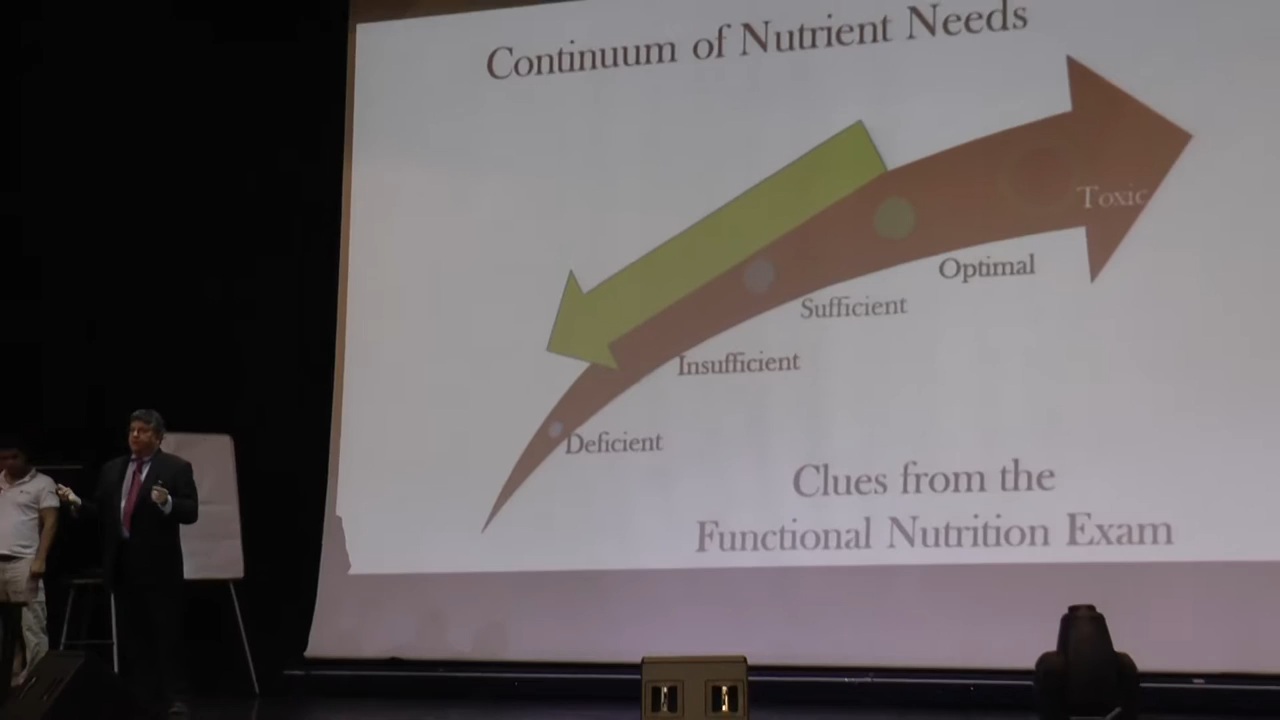 Continuum of Nutrient Needs
Toxic
Optimal
Sufficient
Insufficient
Deficient
Clues from the
Functional Nutrition Exam